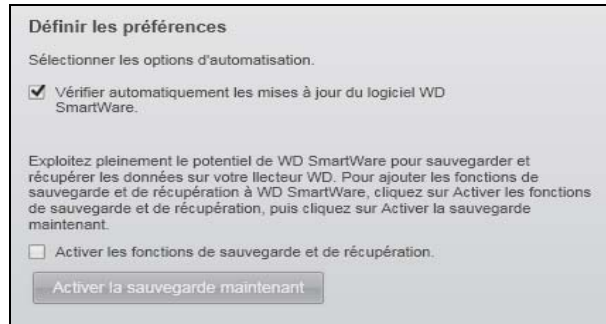 Définir les préférences
Sélectionner les options d'automatisation.
Vérifier automatiquement les mises à jour du logiciel WD
SmartWare.
Exploitez pleinement le potentiel de WD SmartWare pour sauvegarder et
récupérer les données sur votre llecteur WD. Pour ajouter les fonctions de
sauvegarde et de récupération à WD SmartWare, cliquez sur Activer les fonctions
de sauvegarde et de récupération, puis cliquez sur Activer la sauvegarde
maintenant.
Activer les fonctions de sauvegarde et de récupération.
Activer la sauvegarde maintenant